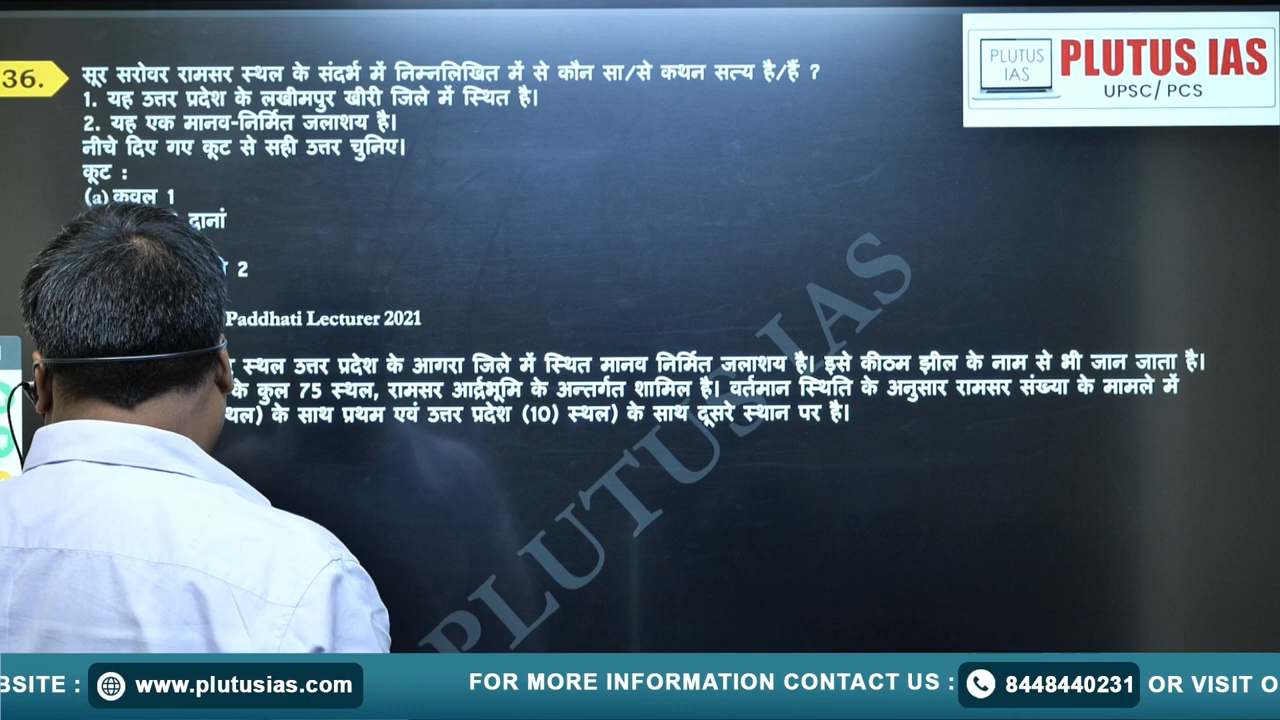 36.
सूर सरोवर रामसर स्थल के संदर्भ में निम्नलिखित में से कौन सा/से कथन सत्य है/हैं ?
1. यह उत्तर प्रदेश के लखीमपुर खीरी जिले में स्थित है।
2. यह एक मानव-निर्मित जलाशय है।
नीचे दिए गए कूट से सही उत्तर चुनिए।
कूट :
(a) कवल 1
दानां
2
Paddhati Lecturer 2021
स्थल उत्तर प्रदेश के आगरा जिले में स्थित मानव निर्मित जलाशय है। इसे कीठम झील के नाम से भी जान जाता है।
के कुल 75 स्थल, रामसर आर्द्रभूमि के अन्तर्गत शामिल है। वर्तमान स्थिति के अनुसार रामसर संख्या के मामले में
थल) के साथ प्रथम एवं उत्तर प्रदेश (10) स्थल) के साथ दूसरे स्थान पर है।
PLUTUS IAS
PLUTUS IAS
UPSC/ PCS
PLUTUS IAS
BSITE : www.plutusias.com FOR MORE INFORMATION CONTACT US : 8448440231 OR VISIT O